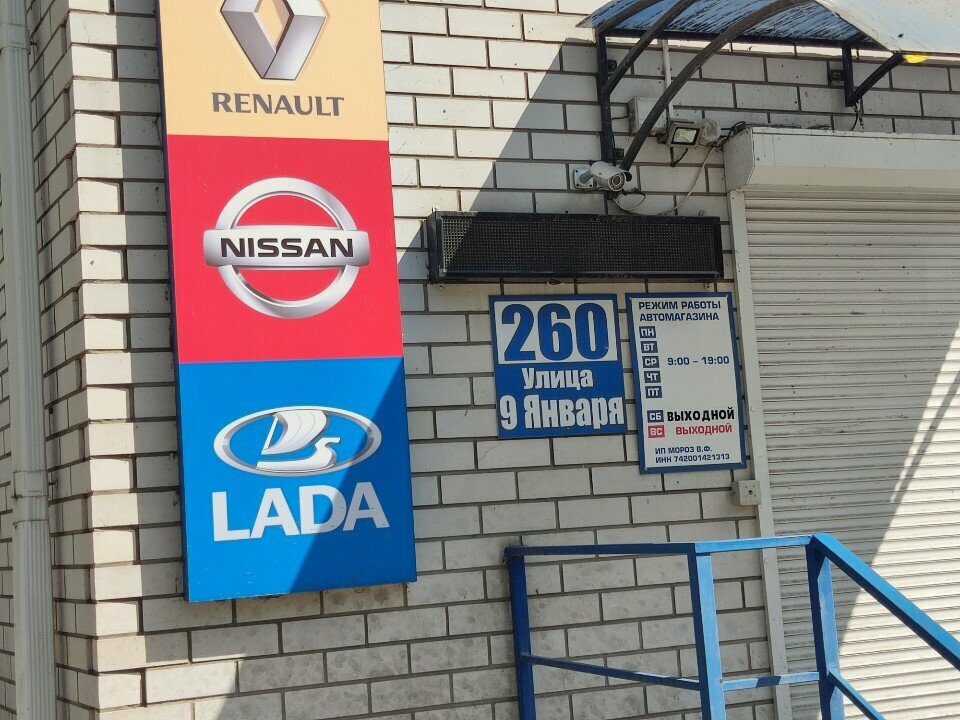 RENAULT
NISSAN
LADA
260
Улица
9 Января
РЕЖИМ РАБОТЫ
АВТОМАГАЗИНА
ПН
ВТ
СР 9:00 - 19:00
ЧТ
ПТ
СБ ВЫХОДНОЙ
ВС ВЫХОДНОЙ
ИП МОРОЗ В.Ф.
ИНН 742001421313